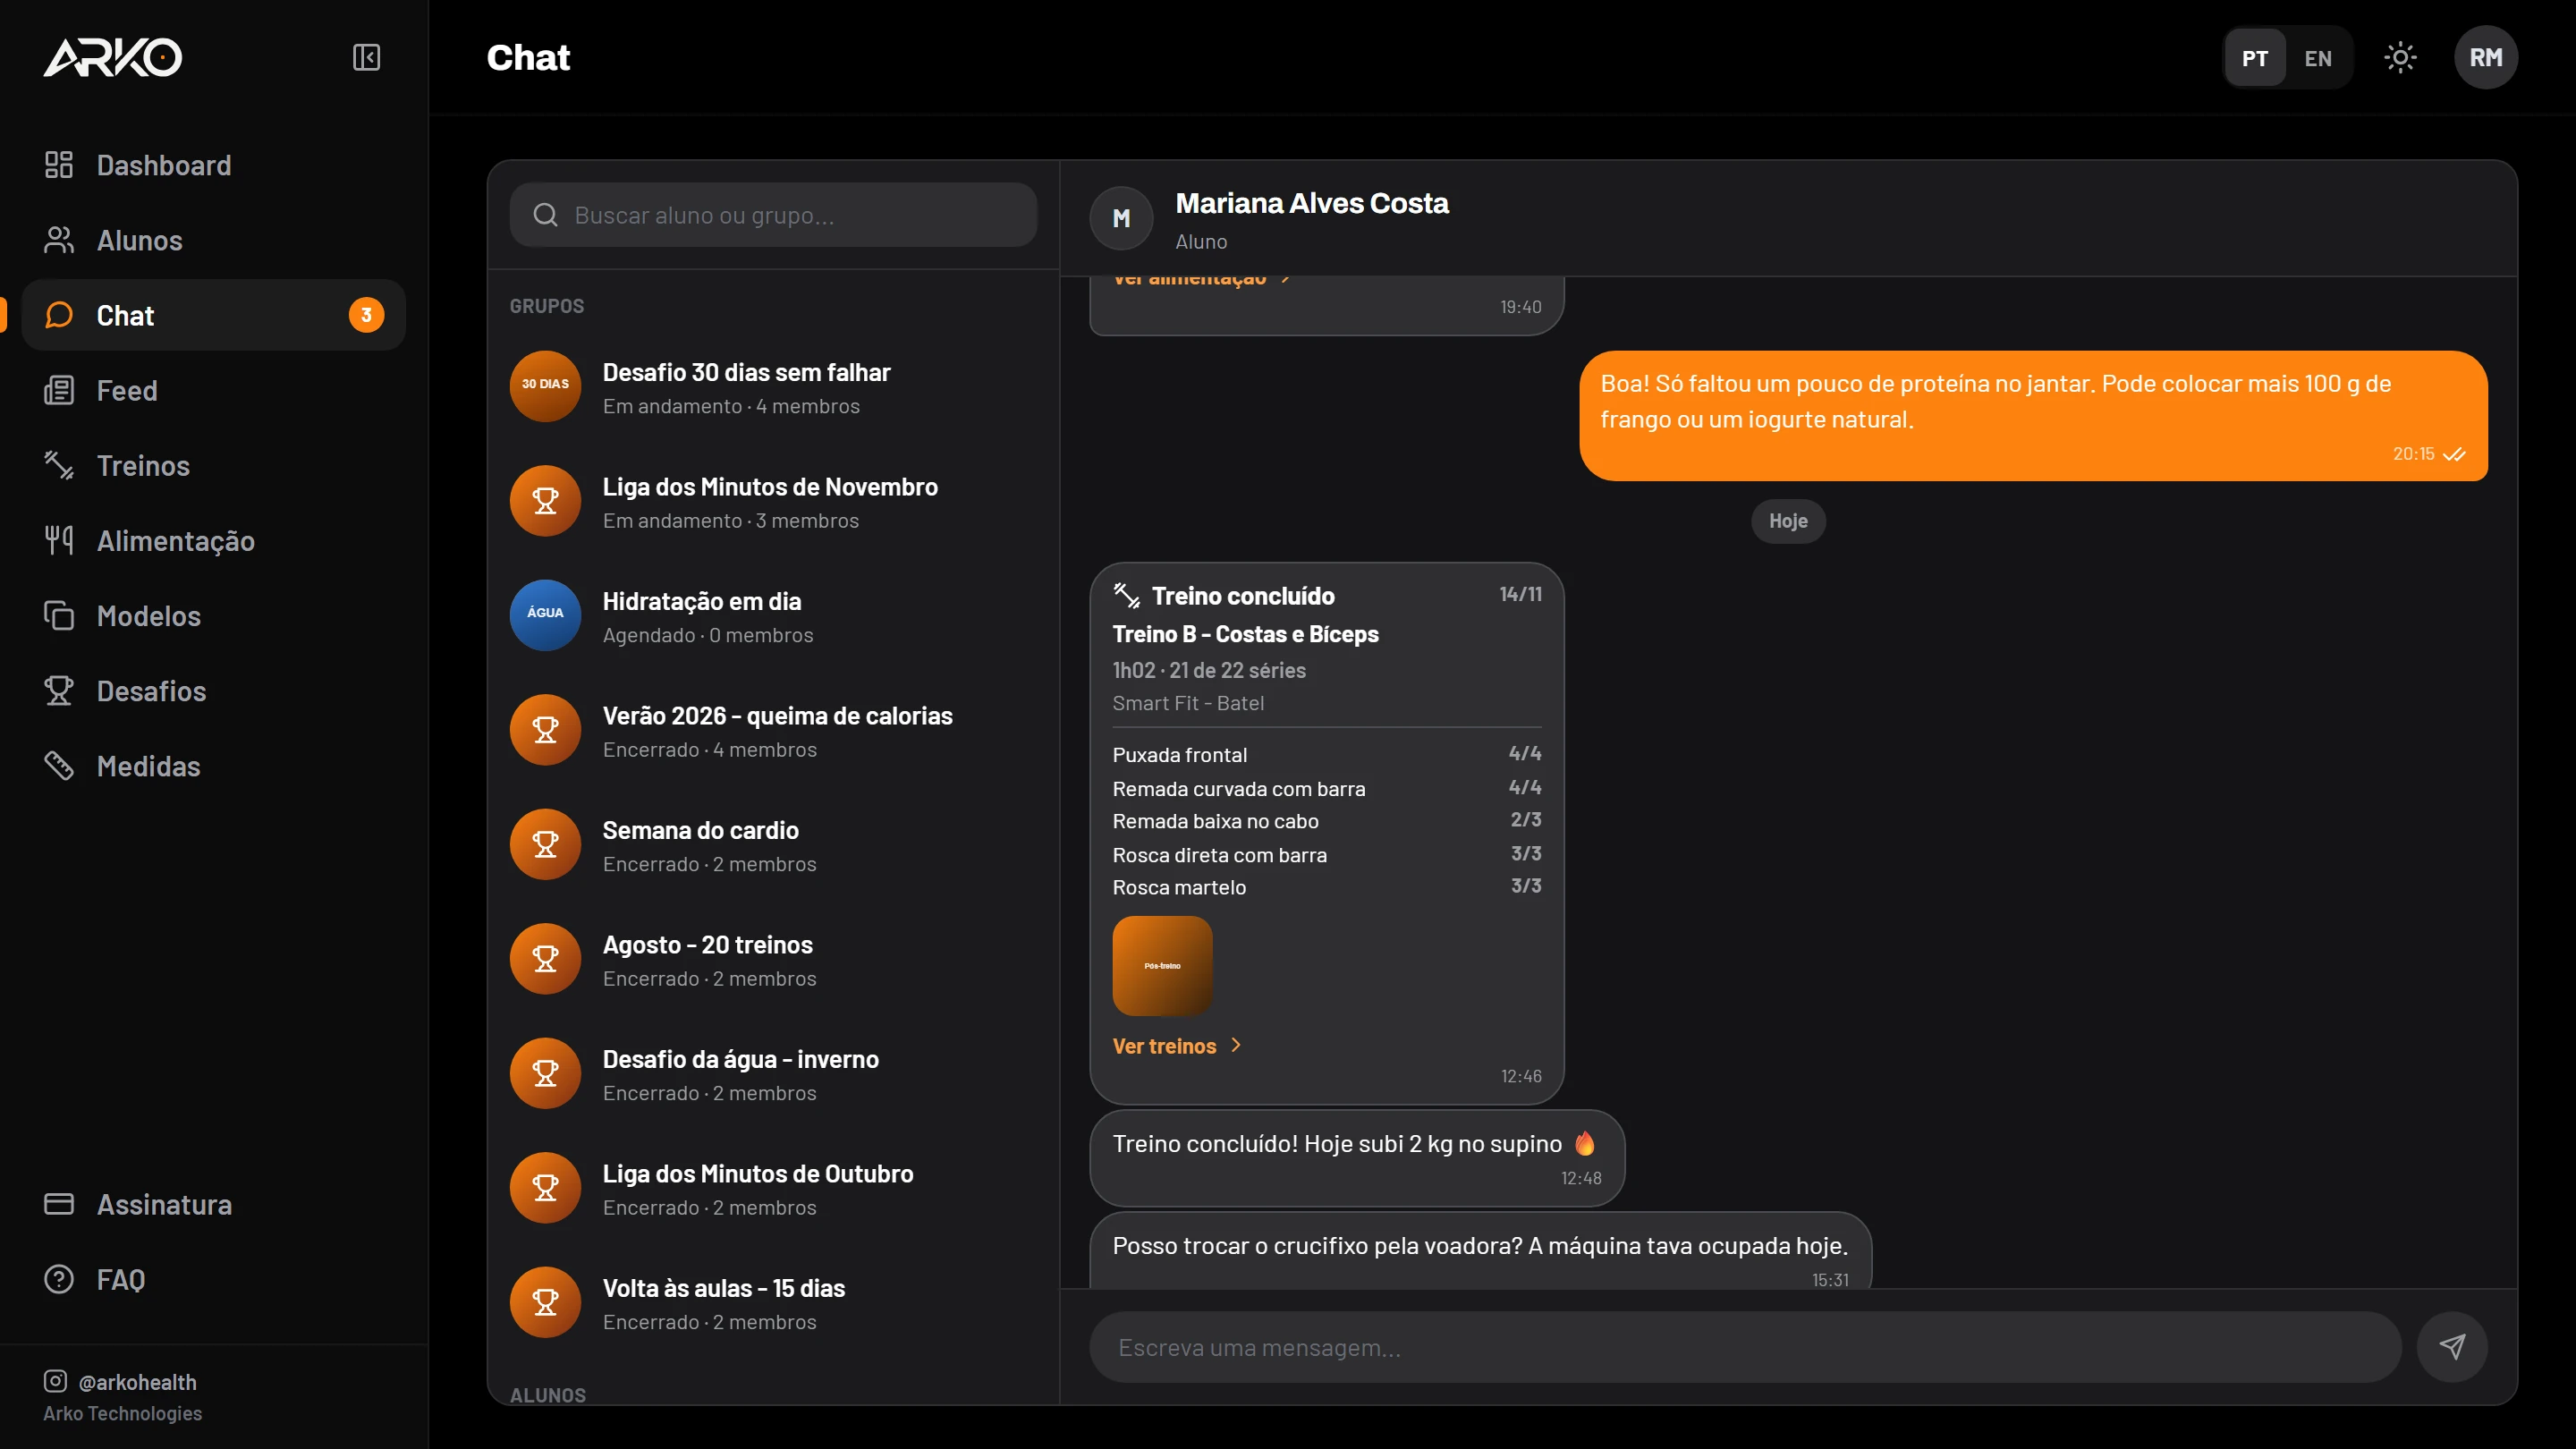 ARKO
Dashboard
Alunos
Chat
3
Feed
Treinos
Alimentação
Modelos
Desafios
Medidas
Assinatura
FAQ
@arkohealth
Arko Technologies
Chat
PT
EN
RM
Buscar aluno ou grupo...
GRUPOS
30 DIAS
Desafio 30 dias sem falhar
Em andamento · 4 membros
Liga dos Minutos de Novembro
Em andamento · 3 membros
ÁGUA
Hidratação em dia
Agendado · 0 membros
Verão 2026 - queima de calorias
Encerrado · 4 membros
Semana do cardio
Encerrado · 2 membros
Agosto - 20 treinos
Encerrado · 2 membros
Desafio da água - inverno
Encerrado · 2 membros
Liga dos Minutos de Outubro
Encerrado · 2 membros
Volta às aulas - 15 dias
Encerrado · 2 membros
ALUNOS
M
Mariana Alves Costa
Aluno
Ver alimentação
19:40
Boa! Só faltou um pouco de proteína no jantar. Pode colocar mais 100 g de
frango ou um iogurte natural.
20:15
Hoje
Treino concluído 14/11
Treino B - Costas e Bíceps
1h02 · 21 de 22 séries
Smart Fit - Batel
Puxada frontal 4/4
Remada curvada com barra 4/4
Remada baixa no cabo 2/3
Rosca direta com barra 3/3
Rosca martelo 3/3
Pós-treino
Ver treinos
12:46
Treino concluído! Hoje subi 2 kg no supino 🔥
12:48
Posso trocar o crucifixo pela voadora? A máquina tava ocupada hoje.
15:31
Escreva uma mensagem...